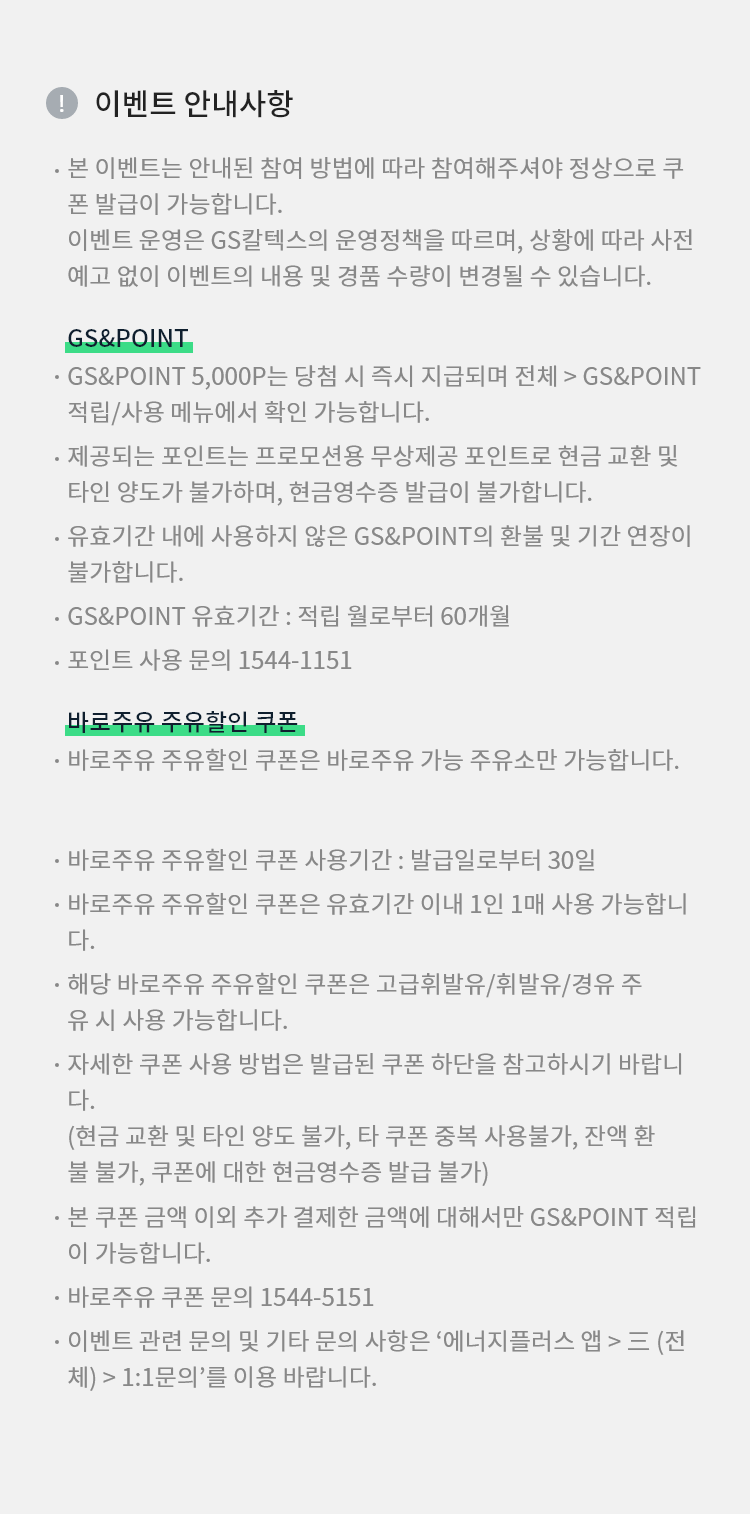 ! 이벤트 안내사항
· 본 이벤트는 안내된 참여 방법에 따라 참여해주셔야 정상으로 쿠
폰 발급이 가능합니다.
이벤트 운영은 GS칼텍스의 운영정책을 따르며, 상황에 따라 사전
예고 없이 이벤트의 내용 및 경품 수량이 변경될 수 있습니다.
GS&POINT
· GS&POINT 5,000P는 당첨 시 즉시 지급되며 전체 > GS&POINT
적립/사용 메뉴에서 확인 가능합니다.
· 제공되는 포인트는 프로모션용 무상제공 포인트로 현금 교환 및
타인 양도가 불가하며, 현금영수증 발급이 불가합니다.
· 유효기간 내에 사용하지 않은 GS&POINT의 환불 및 기간 연장이
불가합니다.
· GS&POINT 유효기간 : 적립 월로부터 60개월
· 포인트 사용 문의 1544-1151
바로주유 주유할인 쿠폰
· 바로주유 주유할인 쿠폰은 바로주유 가능 주유소만 가능합니다.
· 바로주유 주유할인 쿠폰 사용기간 : 발급일로부터 30일
· 바로주유 주유할인 쿠폰은 유효기간 이내 1인 1매 사용 가능합니
다.
· 해당 바로주유 주유할인 쿠폰은 고급휘발유/휘발유/경유 주
유 시 사용 가능합니다.
· 자세한 쿠폰 사용 방법은 발급된 쿠폰 하단을 참고하시기 바랍니
다.
(현금 교환 및 타인 양도 불가, 타 쿠폰 중복 사용불가, 잔액 환
불 불가, 쿠폰에 대한 현금영수증 발급 불가)
· 본 쿠폰 금액 이외 추가 결제한 금액에 대해서만 GS&POINT 적립
이 가능합니다.
· 바로주유 쿠폰 문의 1544-5151
· 이벤트 관련 문의 및 기타 문의 사항은 ‘에너지플러스 앱 > 三 (전
체) > 1:1문의’를 이용 바랍니다.